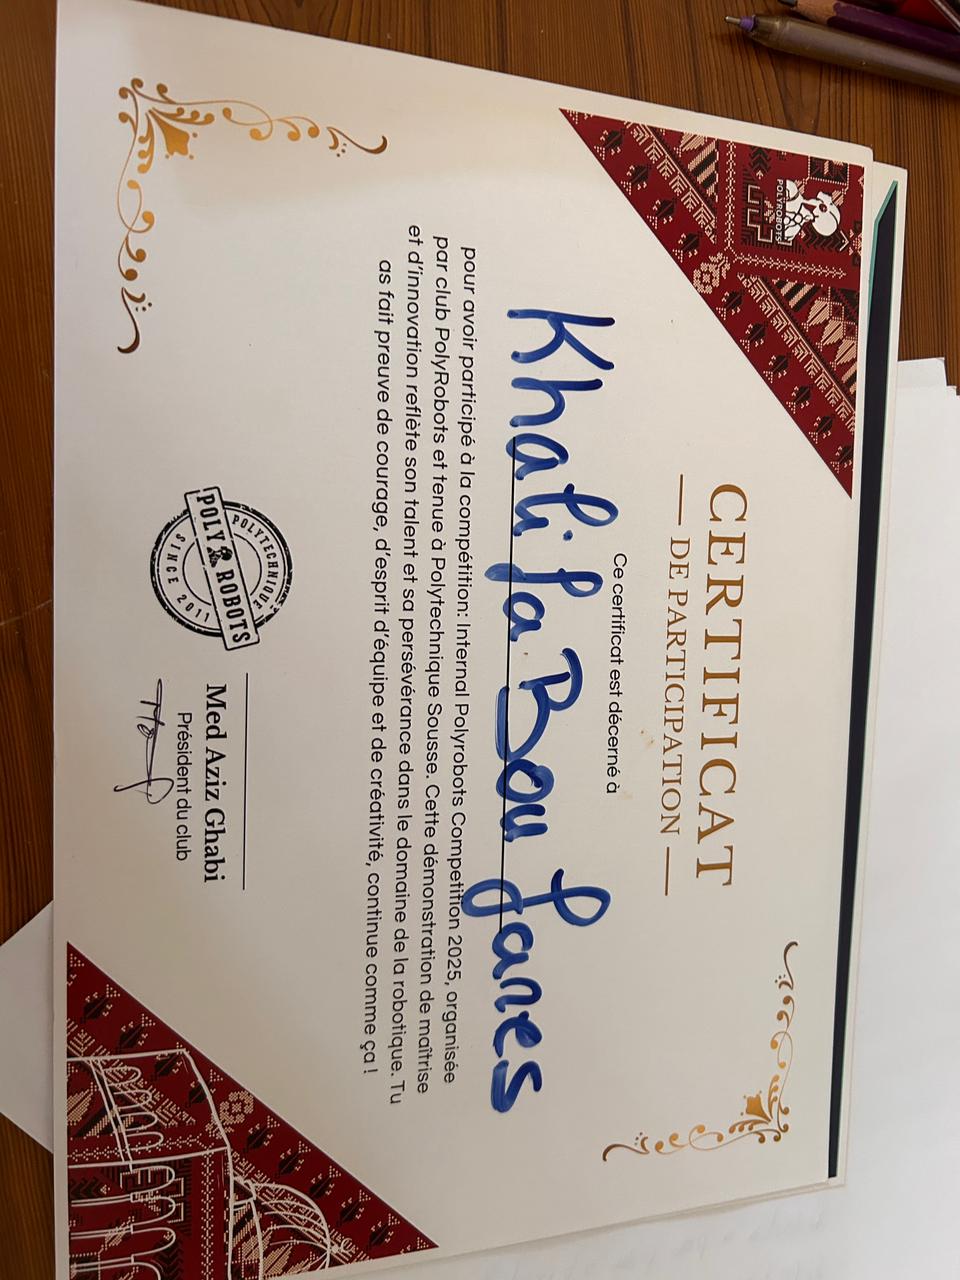 POLYROBOTS
CERTIFICAT
DE PARTICIPATION
Ce certificat est décerné à
Khalifa Bou fares
pour avoir participé à la compétition: Internal Polyrobots Competition 2025, organisée
par club PolyRobots et tenue à Polytechnique Sousse. Cette démonstration de maîtrise
et d’innovation reflète son talent et sa persévérance dans le domaine de la robotique. Tu
as fait preuve de courage, d’esprit d’équipe et de créativité, continue comme ça !
POLYTECHNIQUE
POLY ROBOTS
SINCE 2011
Med Aziz Ghabi
Président du club